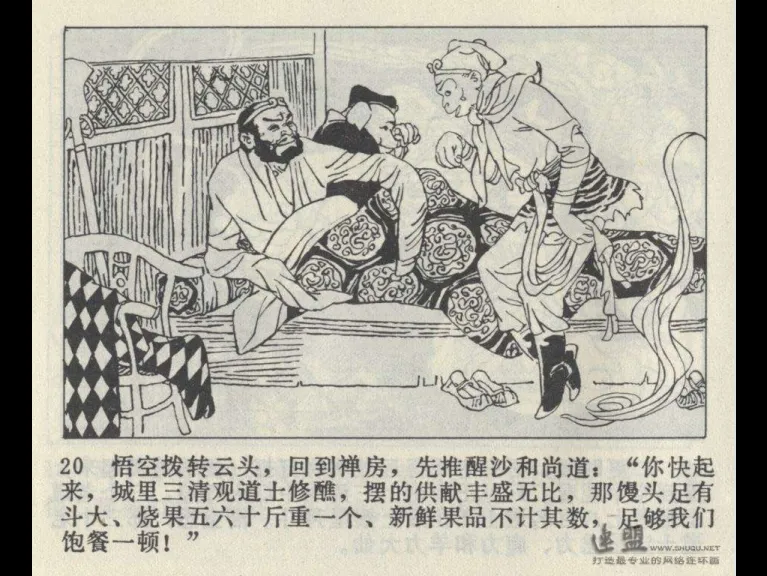 20 悟空拨转云头，回到禅房，先推醒沙和尚道：“你快起
来，城里三清观道士修醮，摆的供献丰盛无比，那馒头足有
斗大、烧果五六十斤重一个、新鲜果品不计其数，足够我们
饱餐一顿！”
连盟 WWW.SHUQU.NET
打造最专业的网络连环画